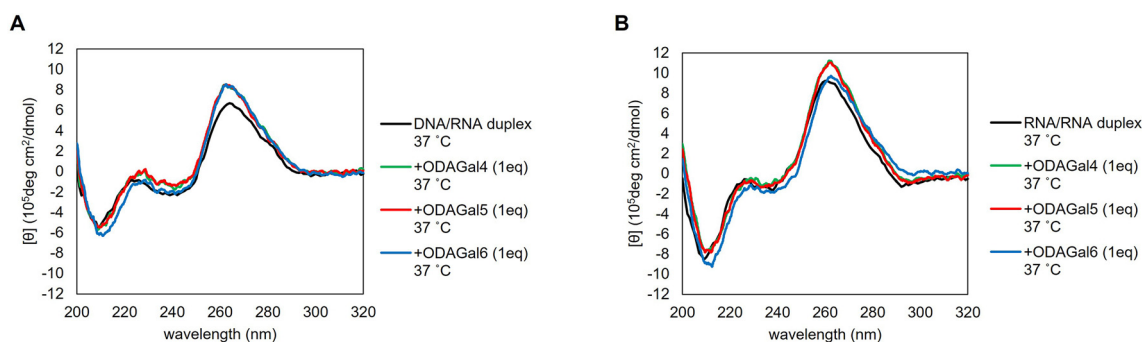 A
12
10
8
6
4
2
0
-2
-4
-6
-8
-10
-12
[θ] (10⁵deg cm²/dmol)
200 220 240 260 280 300 320
wavelength (nm)
DNA/RNA duplex
37 ˚C
+ODAGal4 (1eq)
37 ˚C
+ODAGal5 (1eq)
37 ˚C
+ODAGal6 (1eq)
37 ˚C
B
12
10
8
6
4
2
0
-2
-4
-6
-8
-10
-12
[θ] (10⁵deg cm²/dmol)
200 220 240 260 280 300 320
wavelength (nm)
RNA/RNA duplex
37 ˚C
+ODAGal4 (1eq)
37 ˚C
+ODAGal5 (1eq)
37 ˚C
+ODAGal6 (1eq)
37 ˚C